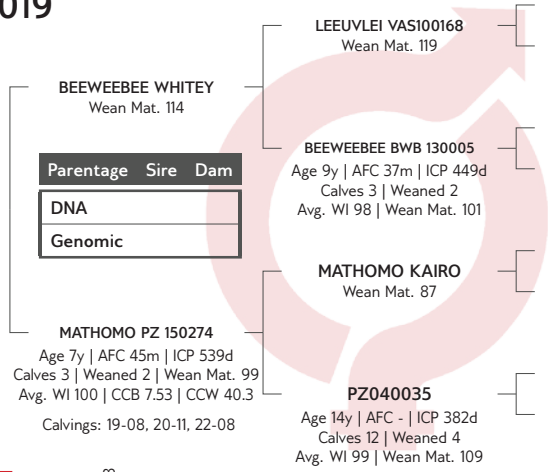 019
LEEUVLEI VAS100168
Wean Mat. 119
BEEWEEBEE WHITEY
Wean Mat. 114
BEEWEEBEE BWB 130005
Age 9y | AFC 37m | ICP 449d
Calves 3 | Weaned 2
Avg. WI 98 | Wean Mat. 101
Parentage Sire Dam
DNA
Genomic
MATHOMO KAIRO
Wean Mat. 87
MATHOMO PZ 150274
Age 7y | AFC 45m | ICP 539d
Calves 3 | Weaned 2 | Wean Mat. 99
Avg. WI 100 | CCB 7.53 | CCW 40.3
Calvings: 19-08, 20-11, 22-08
PZ040035
Age 14y | AFC - | ICP 382d
Calves 12 | Weaned 4
Avg. WI 99 | Wean Mat. 109